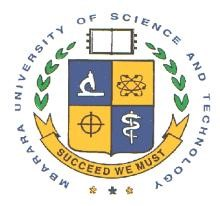 MBARARA UNIVERSITY OF SCIENCE AND TECHNOLOGY
SUCCEED WE MUST